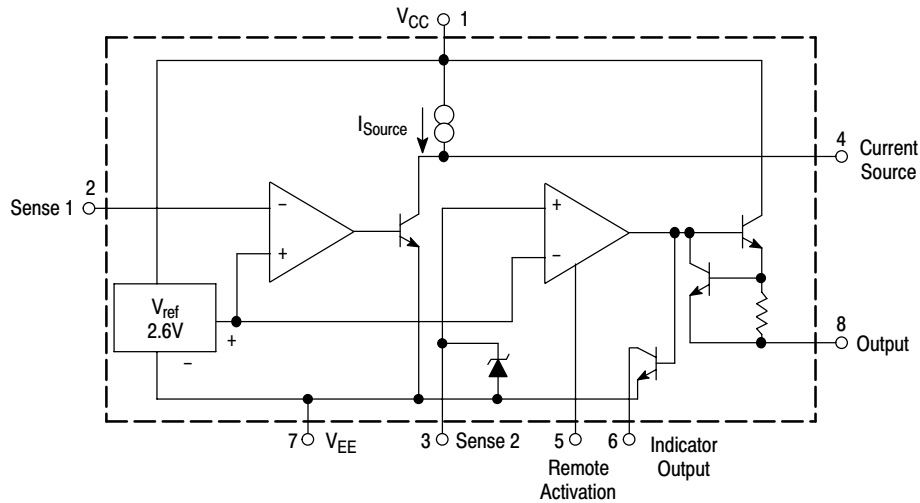 V_CC 1
I_Source
4
Current
Source
2
Sense 1
−
+
+
−
V_ref
2.6V
+
−
8
Output
7 V_EE
3 Sense 2
5
Remote
Activation
6
Indicator
Output